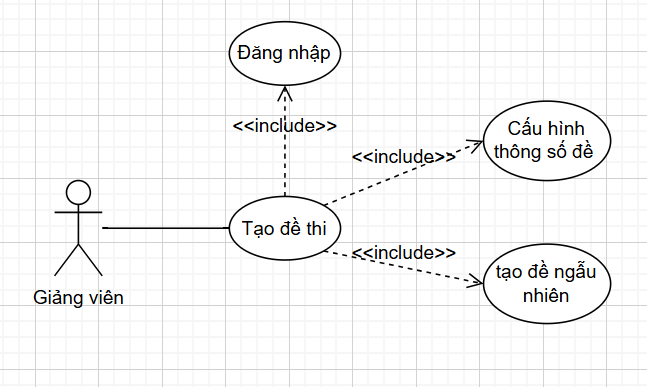 Đăng nhập
<<include>>
Cấu hình
thông số đề
<<include>>
Tạo đề thi
<<include>>
tạo đề ngẫu
nhiên
Giảng viên